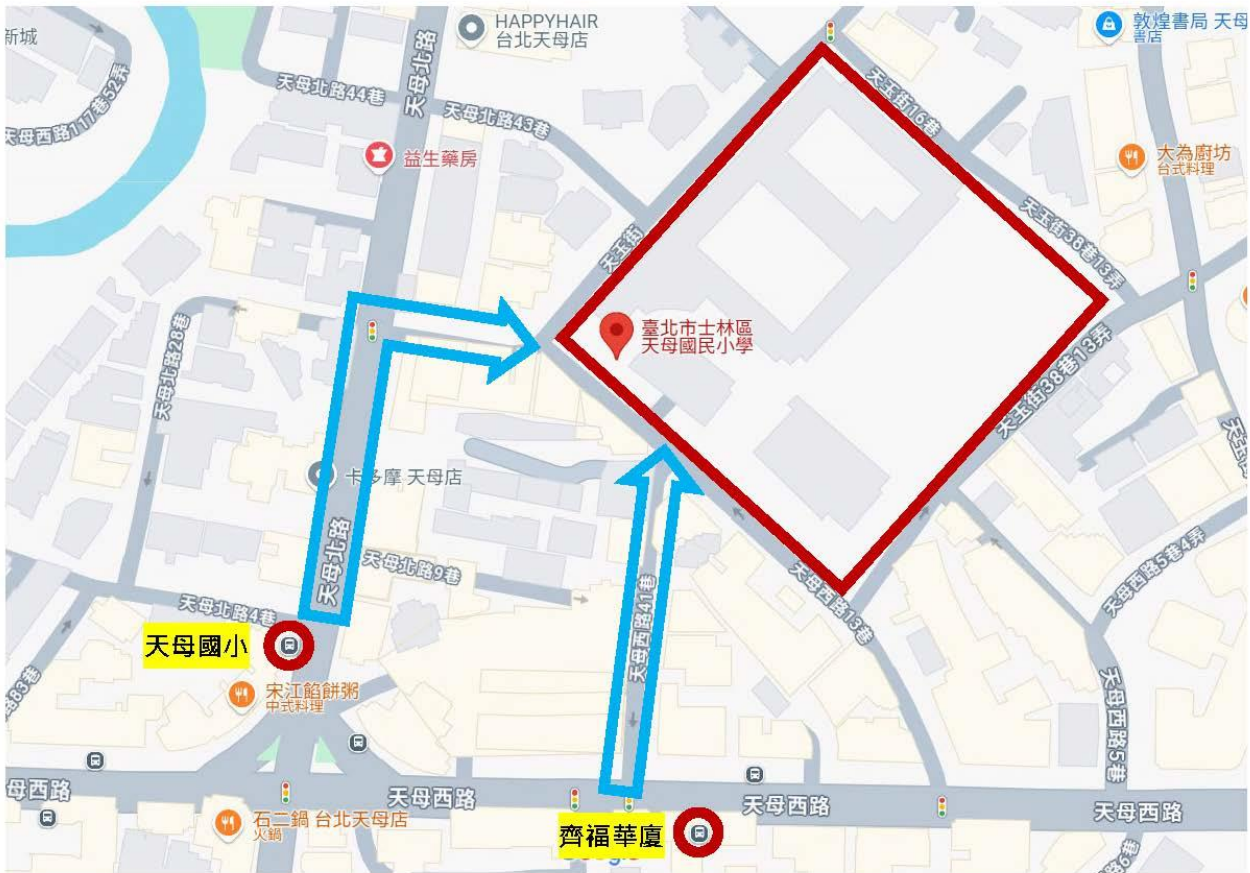 新城
HAPPYHAIR
台北天母店
敦煌書局 天母
書店
天母西路117巷52弄
天母北路44巷
天母北路
天母北路43巷
天玉街16巷
益生藥房
大為廚坊
台式料理
天玉街
天玉街38巷13弄
臺北市士林區
天母國民小學
天母北路28巷
天玉街38巷13弄
卡多摩 天母店
天母北路
天母北路9巷
天母西路41巷
天母西路13巷
天母西路5巷4弄
天母北路4巷
天母國小
宋江餡餅粥
中式料理
路83巷
天母西路5巷
母西路
天母西路
天母西路
天母西路
石二鍋 台北天母店
火鍋
齊福華廈
路6巷